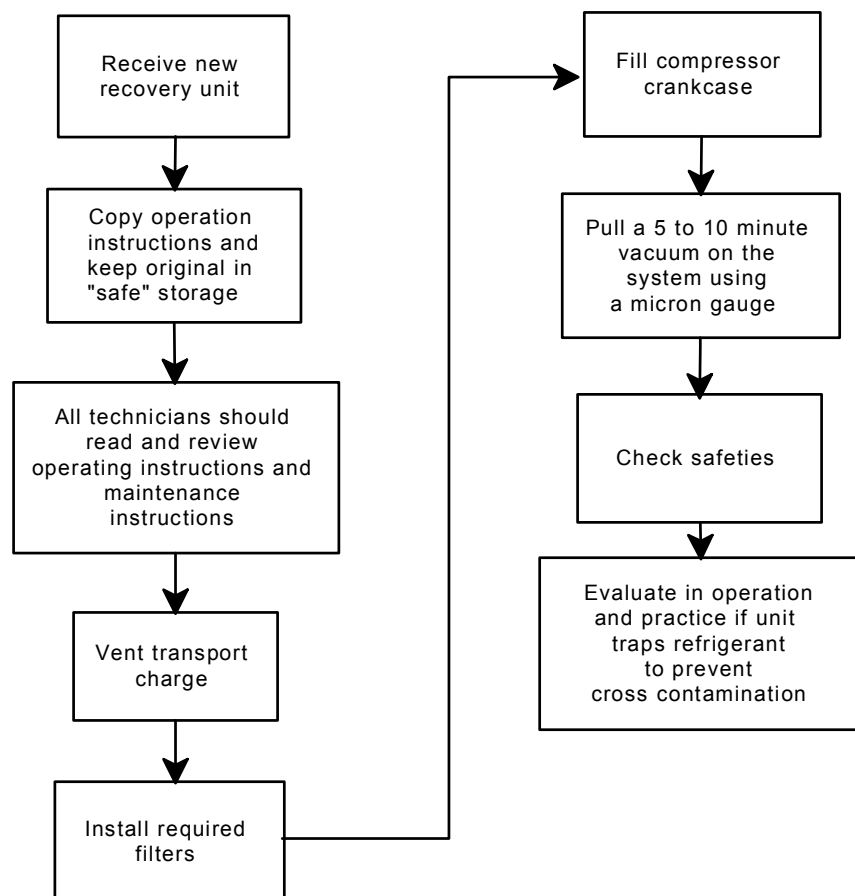 Receive new
recovery unit
Copy operation
instructions and
keep original in
"safe" storage
All technicians should
read and review
operating instructions and
maintenance
instructions
Vent transport
charge
Install required
filters
Fill compressor
crankcase
Pull a 5 to 10 minute
vacuum on the
system using
a micron gauge
Check safeties
Evaluate in operation
and practice if unit
traps refrigerant
to prevent
cross contamination